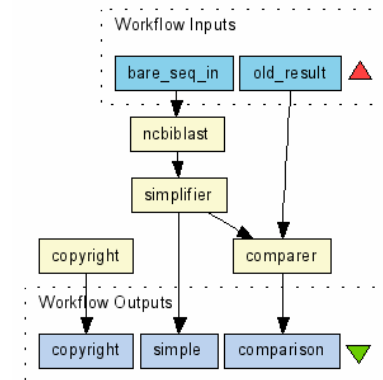 Workflow Inputs
bare_seq_in old_result
ncbiblast
simplifier
copyright comparer
Workflow Outputs
copyright simple comparison